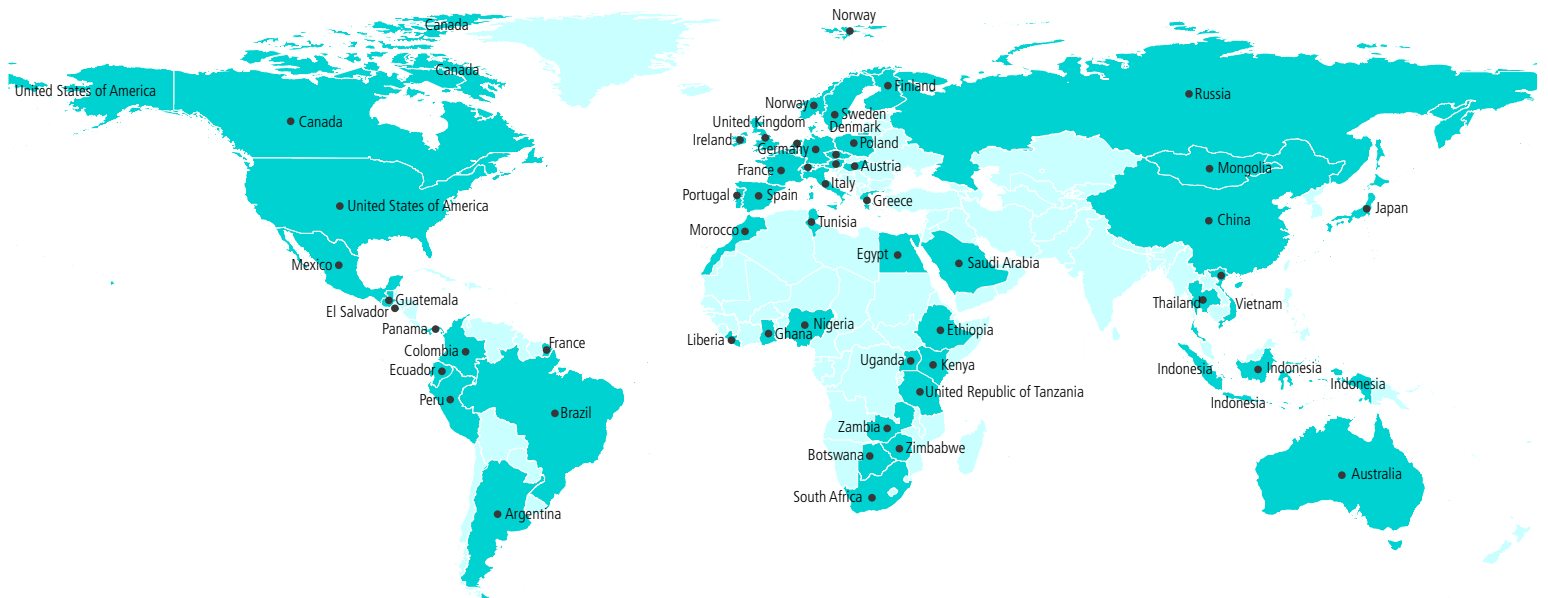 Norway
Canada
Canada
United States of America
Finland
Russia
Norway
Sweden
Canada
United Kingdom
Denmark
Ireland
Germany
Poland
Austria
Mongolia
France
Italy
Portugal
Spain
Greece
United States of America
Japan
China
Tunisia
Morocco
Egypt
Saudi Arabia
Mexico
Guatemala
El Salvador
Thailand
Vietnam
Panama
Nigeria
Ghana
Ethiopia
Liberia
France
Colombia
Uganda
Kenya
Ecuador
Indonesia
Indonesia
Indonesia
United Republic of Tanzania
Peru
Indonesia
Brazil
Zambia
Zimbabwe
Botswana
Australia
South Africa
Argentina